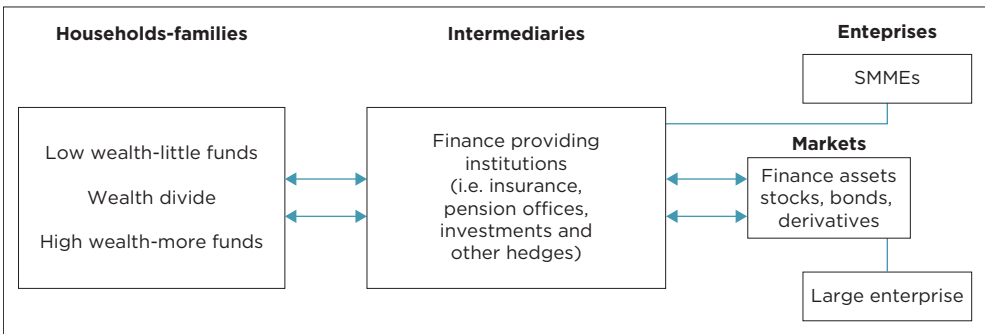 Households-families
Intermediaries
Enteprises
SMMEs
Low wealth-little funds
Wealth divide
High wealth-more funds
Finance providing
institutions
(i.e. insurance,
pension offices,
investments and
other hedges)
Markets
Finance assets
stocks, bonds,
derivatives
Large enterprise